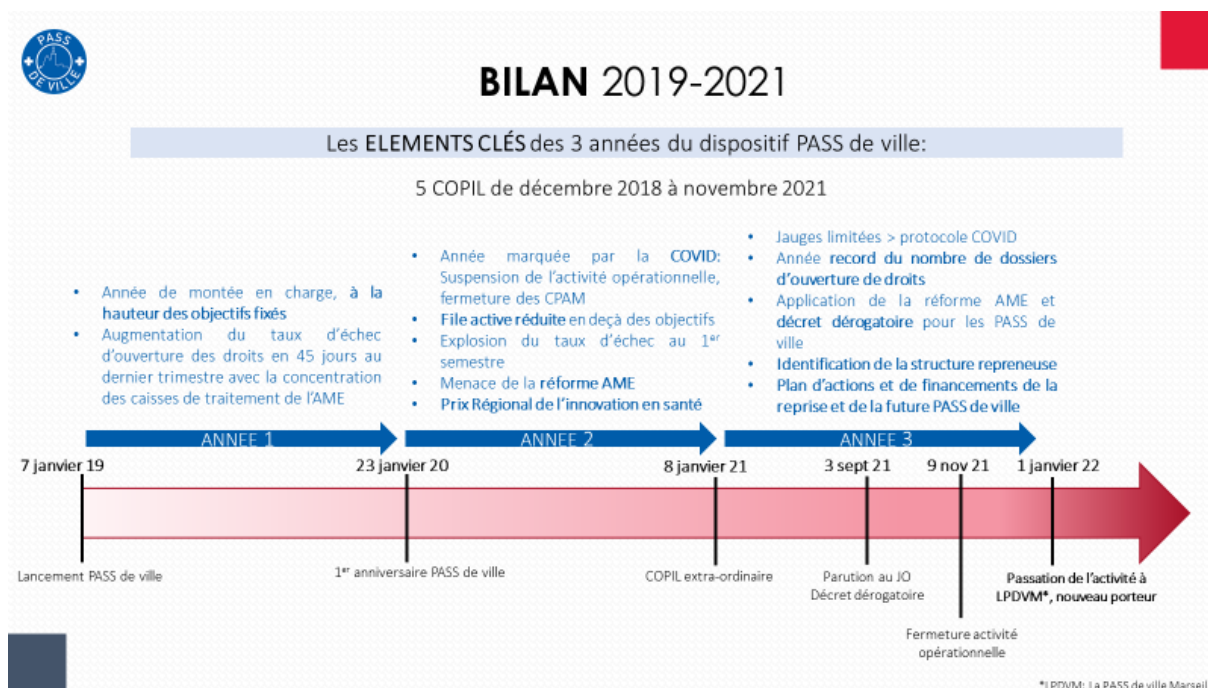 PASS
DE VILLE
BILAN 2019-2021
Les ELEMENTS CLÉS des 3 années du dispositif PASS de ville:
5 COPIL de décembre 2018 à novembre 2021
• Année de montée en charge, à la
hauteur des objectifs fixés
• Augmentation du taux d'échec
d'ouverture des droits en 45 jours au
dernier trimestre avec la concentration
des caisses de traitement de l'AME
• Année marquée par la COVID:
Suspension de l'activité opérationnelle,
fermeture des CPAM
• File active réduite en deçà des objectifs
• Explosion du taux d'échec au 1er
semestre
• Menace de la réforme AME
• Prix Régional de l'innovation en santé
• Jauges limitées > protocole COVID
• Année record du nombre de dossiers
d'ouverture de droits
• Application de la réforme AME et
décret dérogatoire pour les PASS de
ville
• Identification de la structure repreneuse
• Plan d'actions et de financements de la
reprise et de la future PASS de ville
ANNEE 1
ANNEE 2
ANNEE 3
7 janvier 19
23 janvier 20
8 janvier 21
3 sept 21
9 nov 21
1 janvier 22
Lancement PASS de ville
1er anniversaire PASS de ville
COPIL extra-ordinaire
Parution au JO
Décret dérogatoire
Fermeture activité
opérationnelle
Passation de l'activité à
LPDVM*, nouveau porteur
*LPDVM: La PASS de ville Marseil